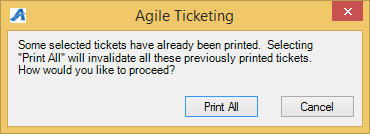 Agile Ticketing
Some selected tickets have already been printed.  Selecting
"Print All" will invalidate all these previously printed tickets.
How would you like to proceed?
Print All
Cancel